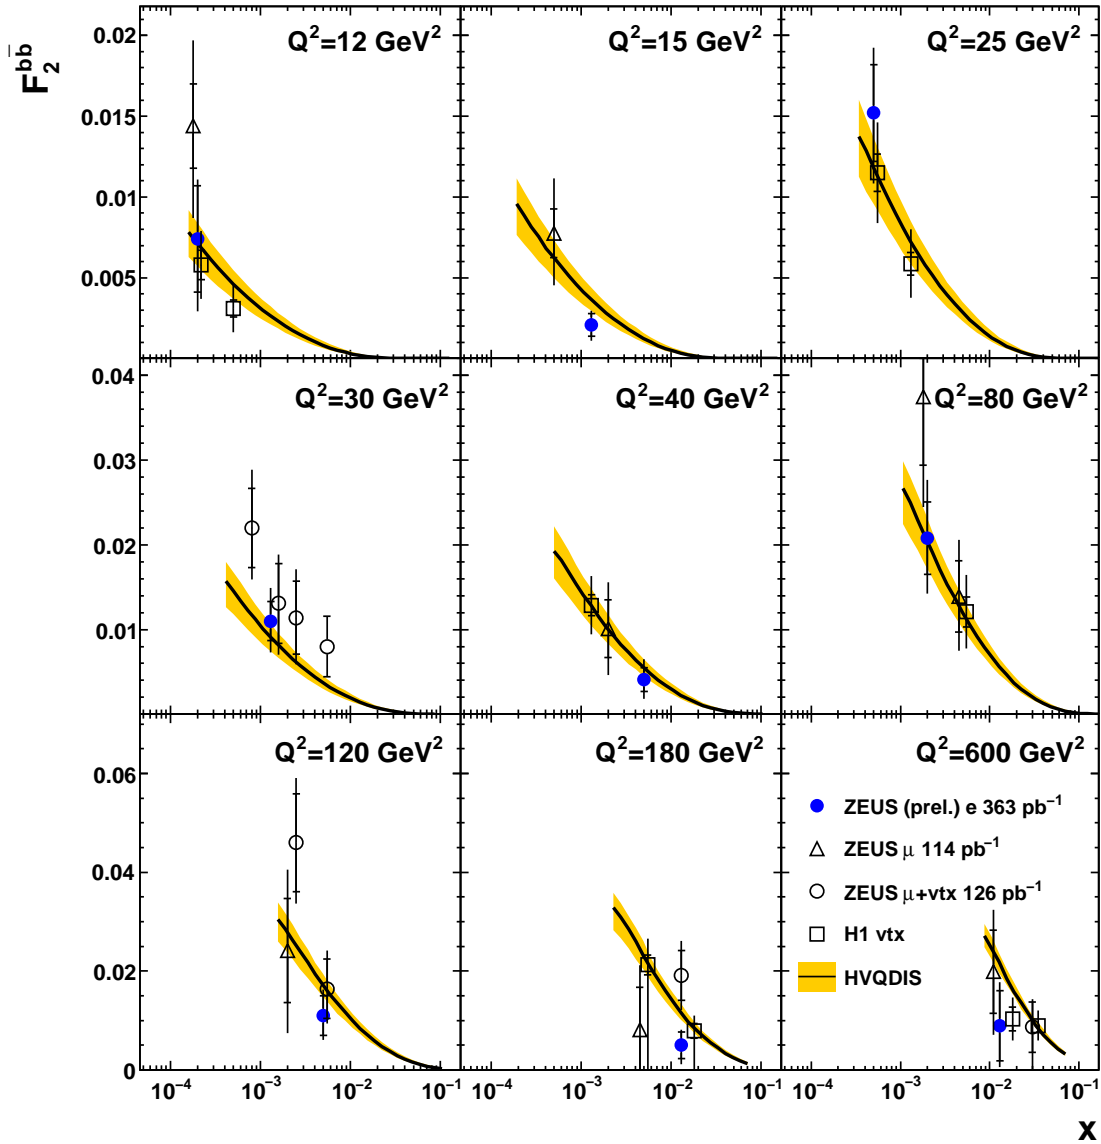 F₂^bb̄
Q²=12 GeV²
Q²=15 GeV²
Q²=25 GeV²
0.02
0.015
0.01
0.005
Q²=30 GeV²
Q²=40 GeV²
Q²=80 GeV²
0.04
0.03
0.02
0.01
Q²=120 GeV²
Q²=180 GeV²
Q²=600 GeV²
0.06
0.04
0.02
0
ZEUS (prel.) e 363 pb⁻¹
ZEUS μ 114 pb⁻¹
ZEUS μ+vtx 126 pb⁻¹
H1 vtx
HVQDIS
10⁻⁴ 10⁻³ 10⁻² 10⁻¹ 10⁻⁴ 10⁻³ 10⁻² 10⁻¹ 10⁻⁴ 10⁻³ 10⁻² 10⁻¹
x